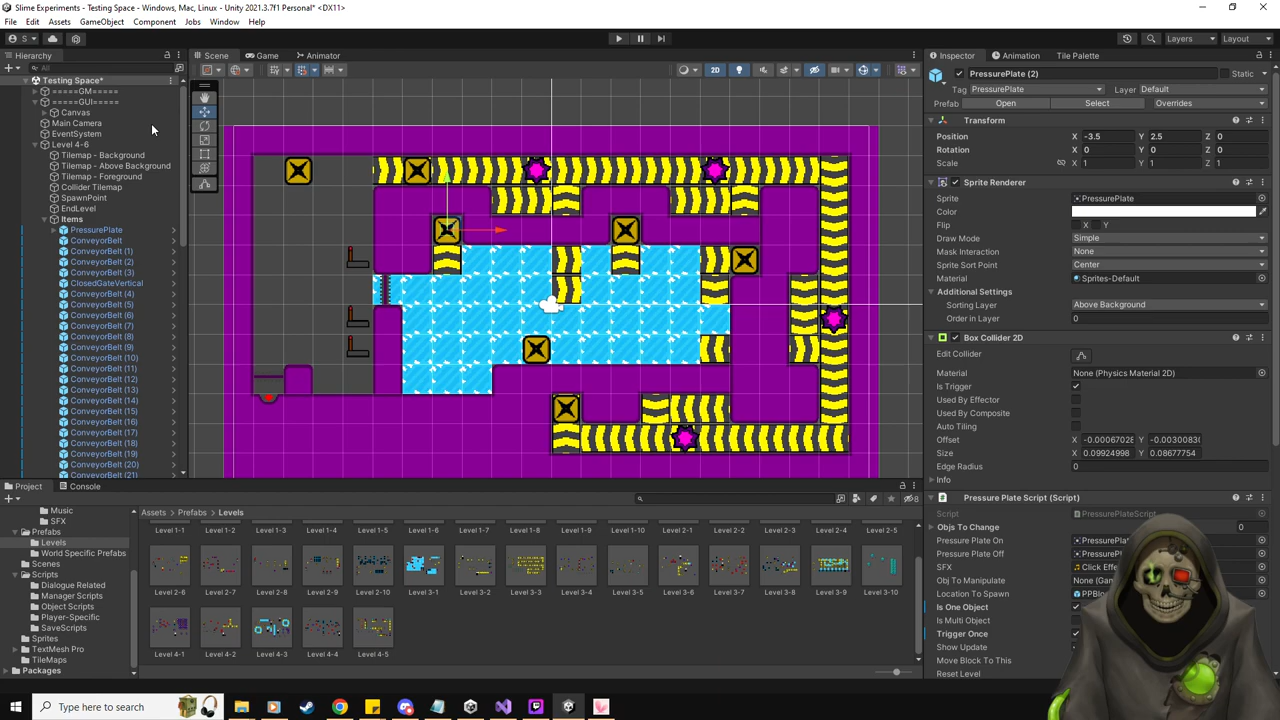 Slime Experiments - Testing Space - Windows, Mac, Linux - Unity 2021.3.7f1 Personal* <DX11>
File Edit Assets GameObject Component Jobs Window Help
S Layers Layout
Hierarchy
All
Testing Space*
=====GM=====
=====GUI=====
Canvas
Main Camera
EventSystem
Level 4-6
Tilemap - Background
Tilemap - Above Background
Tilemap - Foreground
Collider Tilemap
SpawnPoint
EndLevel
Items
PressurePlate
ConveyorBelt
ConveyorBelt (1)
ConveyorBelt (2)
ConveyorBelt (3)
ClosedGateVertical
ConveyorBelt (4)
ConveyorBelt (5)
ConveyorBelt (6)
ConveyorBelt (7)
ConveyorBelt (8)
ConveyorBelt (9)
ConveyorBelt (10)
ConveyorBelt (11)
ConveyorBelt (12)
ConveyorBelt (13)
ConveyorBelt (14)
ConveyorBelt (15)
ConveyorBelt (16)
ConveyorBelt (17)
ConveyorBelt (18)
ConveyorBelt (19)
ConveyorBelt (20)
ConveyorBelt (21)
Scene Game Animator
2D
Inspector Animation Tile Palette
PressurePlate (2) Static
Tag PressurePlate Layer Default
Prefab Open Select Overrides
Transform
Position X -3.5 Y 2.5 Z 0
Rotation X 0 Y 0 Z 0
Scale X 1 Y 1 Z 1
Sprite Renderer
Sprite PressurePlate
Color
Flip X Y
Draw Mode Simple
Mask Interaction None
Sprite Sort Point Center
Material Sprites-Default
Additional Settings
Sorting Layer Above Background
Order in Layer 0
Box Collider 2D
Edit Collider
Material None (Physics Material 2D)
Is Trigger
Used By Effector
Used By Composite
Auto Tiling
Offset X -0.00067028 Y -0.0030083
Size X 0.09924998 Y 0.08677754
Edge Radius 0
Info
Pressure Plate Script (Script)
Script PressurePlateScript
Objs To Change 0
Pressure Plate On
Pressure Plate Off
SFX Click Effe
Obj To Manipulate None (Gam
Location To Spawn PPBloc
Is One Object
Is Multi Object
Trigger Once
Show Update
Move Block To This
Reset Level
Project Console
8
Music
SFX
Prefabs
Levels
World Specific Prefabs
Scenes
Scripts
Dialogue Related
Manager Scripts
Object Scripts
Player-Specific
SaveScripts
Sprites
TextMesh Pro
TileMaps
Packages
Assets > Prefabs > Levels
Level 1-1 Level 1-2 Level 1-3 Level 1-4 Level 1-5 Level 1-6 Level 1-7 Level 1-8 Level 1-9 Level 1-10 Level 2-1 Level 2-2 Level 2-3 Level 2-4 Level 2-5
Level 2-6 Level 2-7 Level 2-8 Level 2-9 Level 2-10 Level 3-1 Level 3-2 Level 3-3 Level 3-4 Level 3-5 Level 3-6 Level 3-7 Level 3-8 Level 3-9 Level 3-10
Level 4-1 Level 4-2 Level 4-3 Level 4-4 Level 4-5
Type here to search